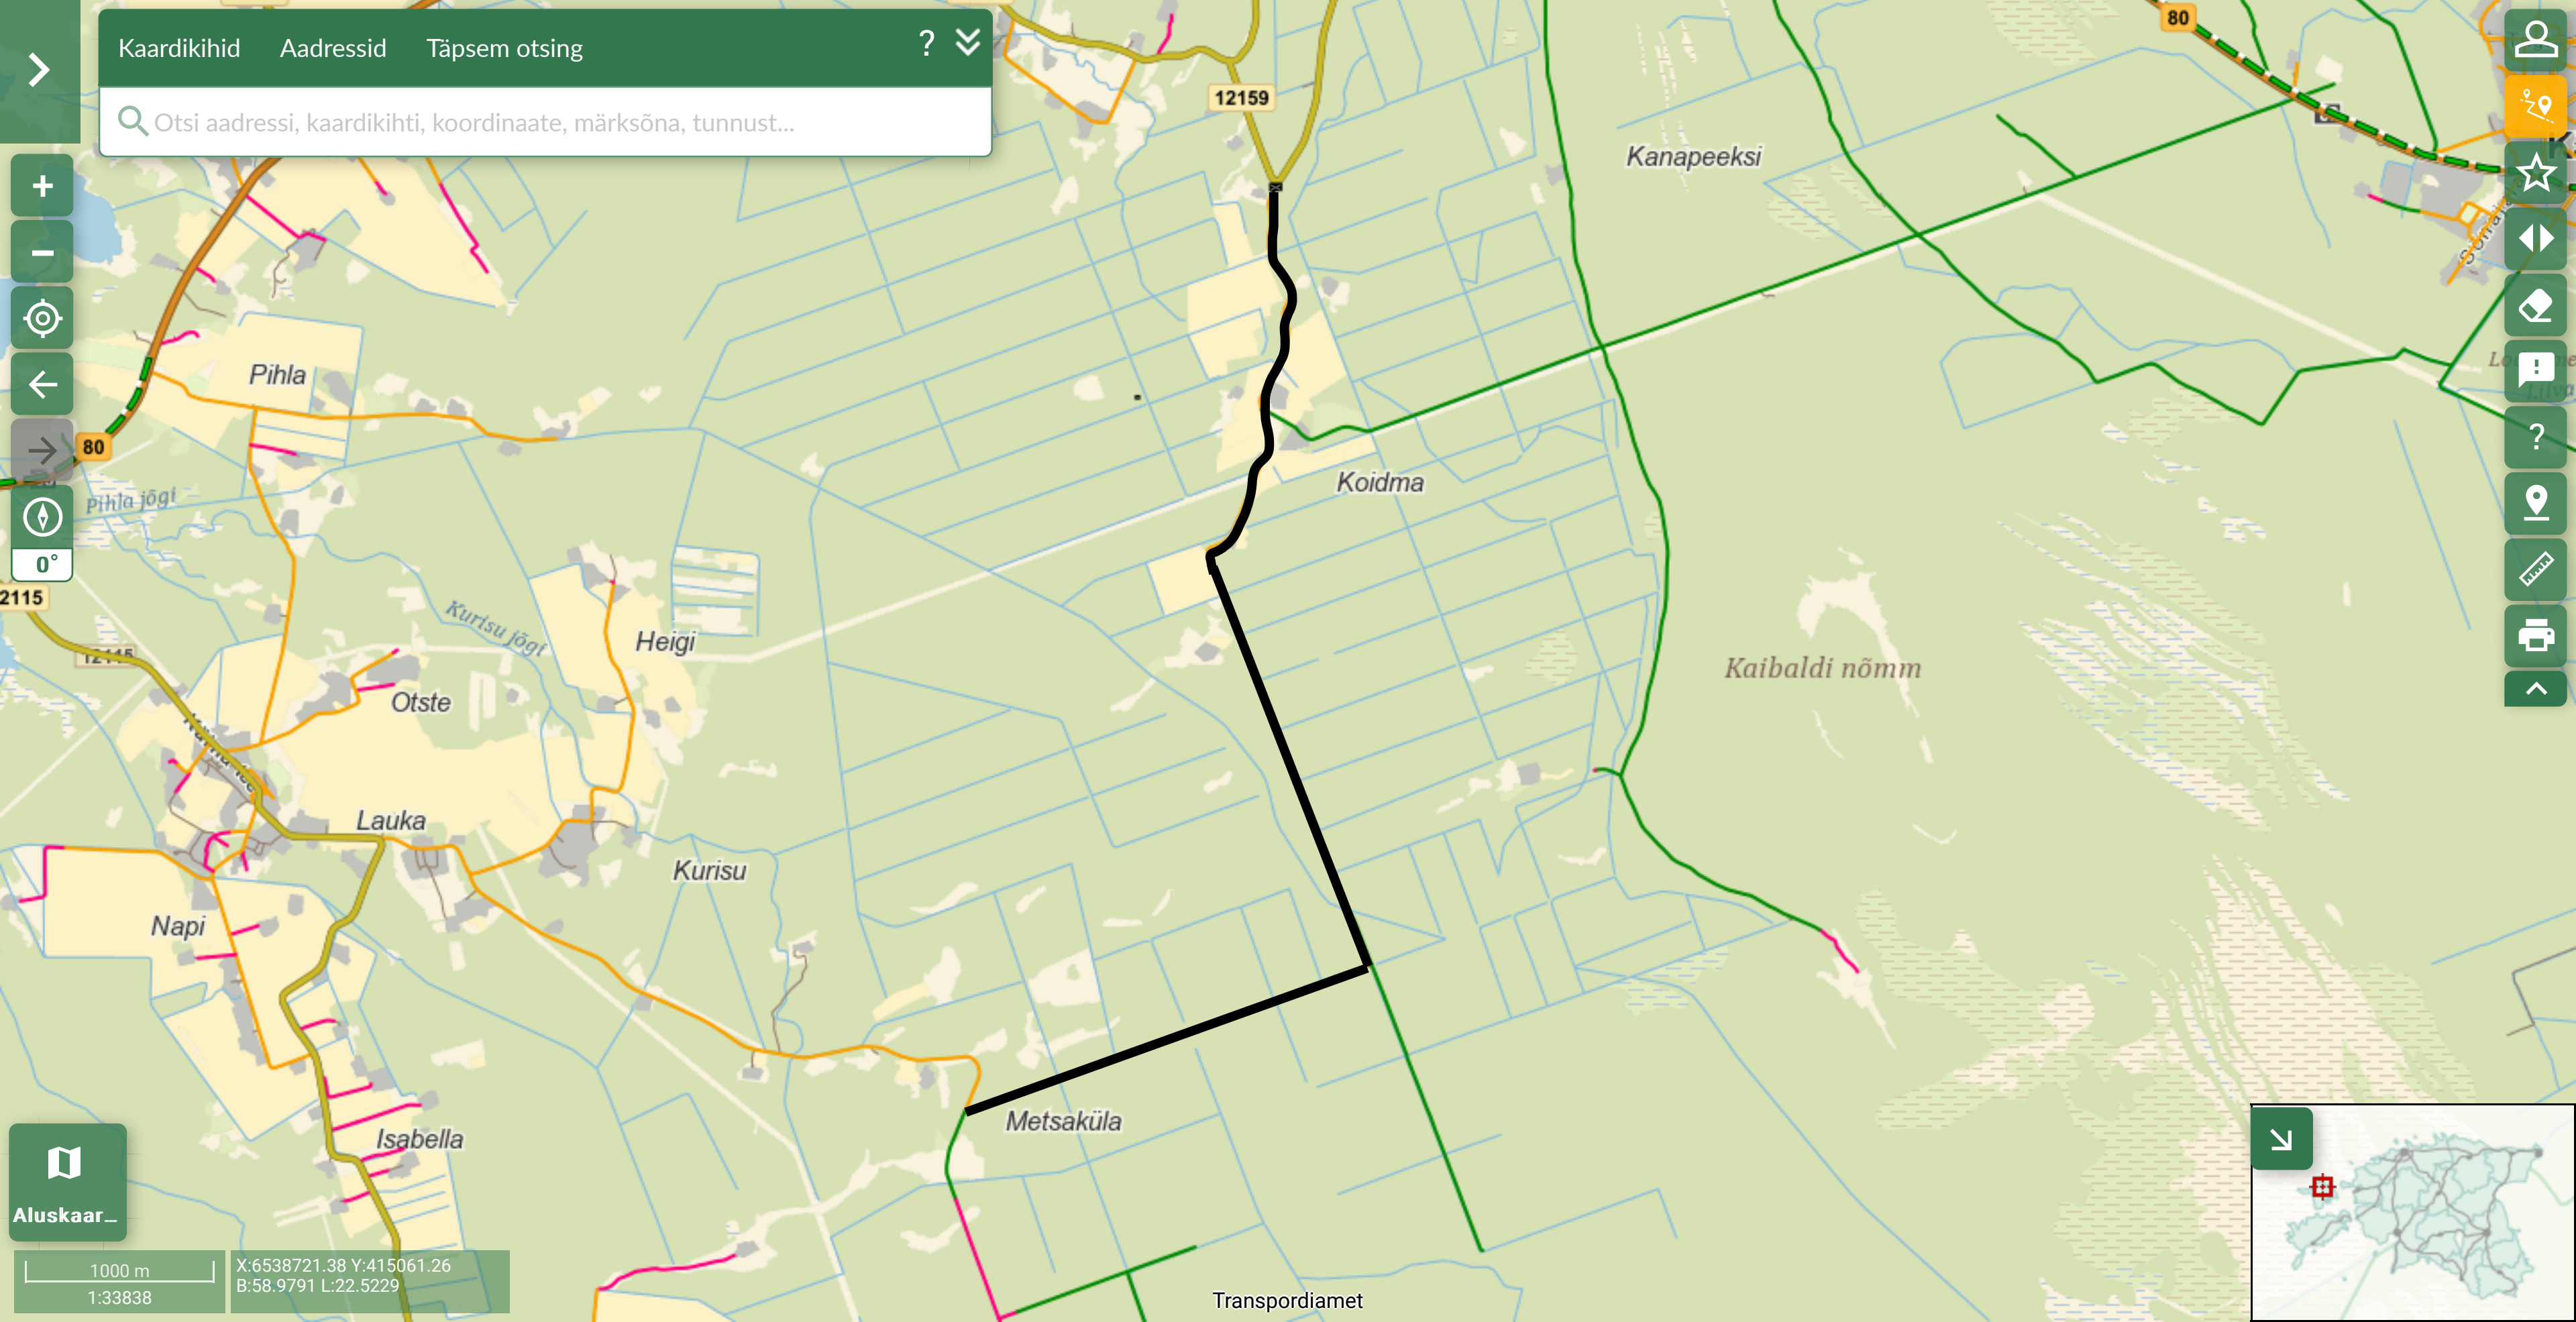 Kaardikihid Aadressid Täpsem otsing ?
Otsi aadressi, kaardikihti, koordinaate, märksõna, tunnust...
80
12159
Kanapeeksi
Pihla
80
Pihla jõgi
Koidma
0°
2115
Kurisu jõgi
Heigi
12115
Kaibaldi nõmm
Otste
Lauka
Kurisu
Napi
Metsaküla
Isabella
Aluskaar...
1000 m
1:33838
X:6538721.38 Y:415061.26
B:58.9791 L:22.5229
Transpordiamet